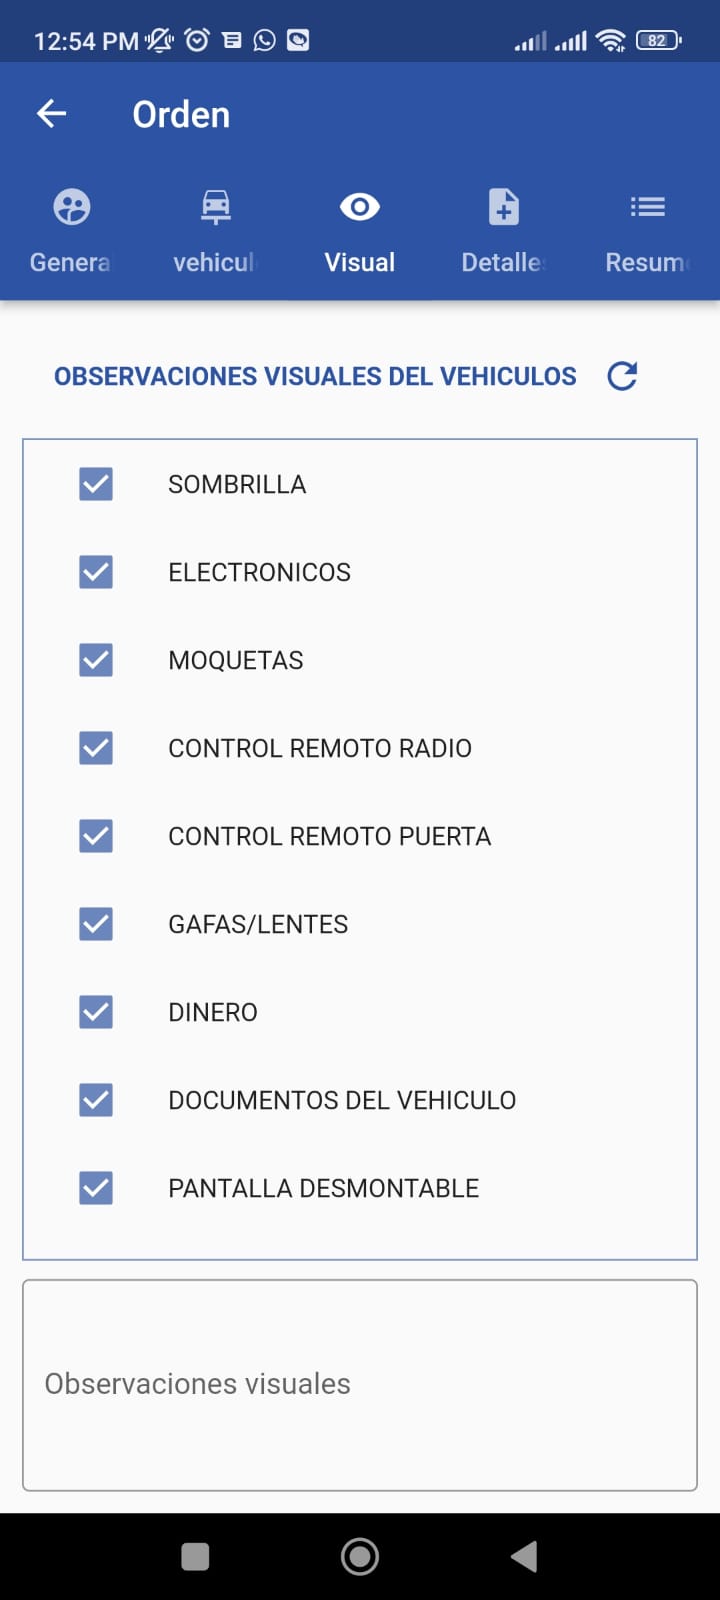 12:54 PM
82
Orden
Genera
vehicul
Visual
Detalle
Resum
OBSERVACIONES VISUALES DEL VEHICULOS
SOMBRILLA
ELECTRONICOS
MOQUETAS
CONTROL REMOTO RADIO
CONTROL REMOTO PUERTA
GAFAS/LENTES
DINERO
DOCUMENTOS DEL VEHICULO
PANTALLA DESMONTABLE
Observaciones visuales